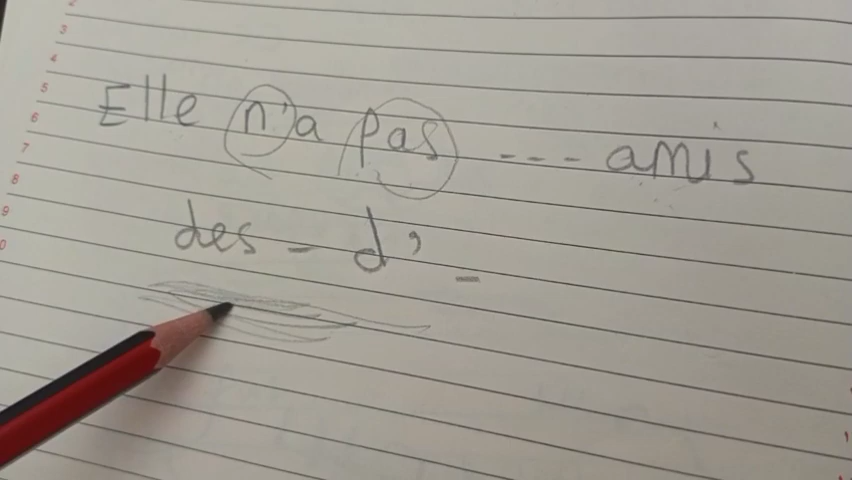 Elle n'a pas --- amis
des - d' -